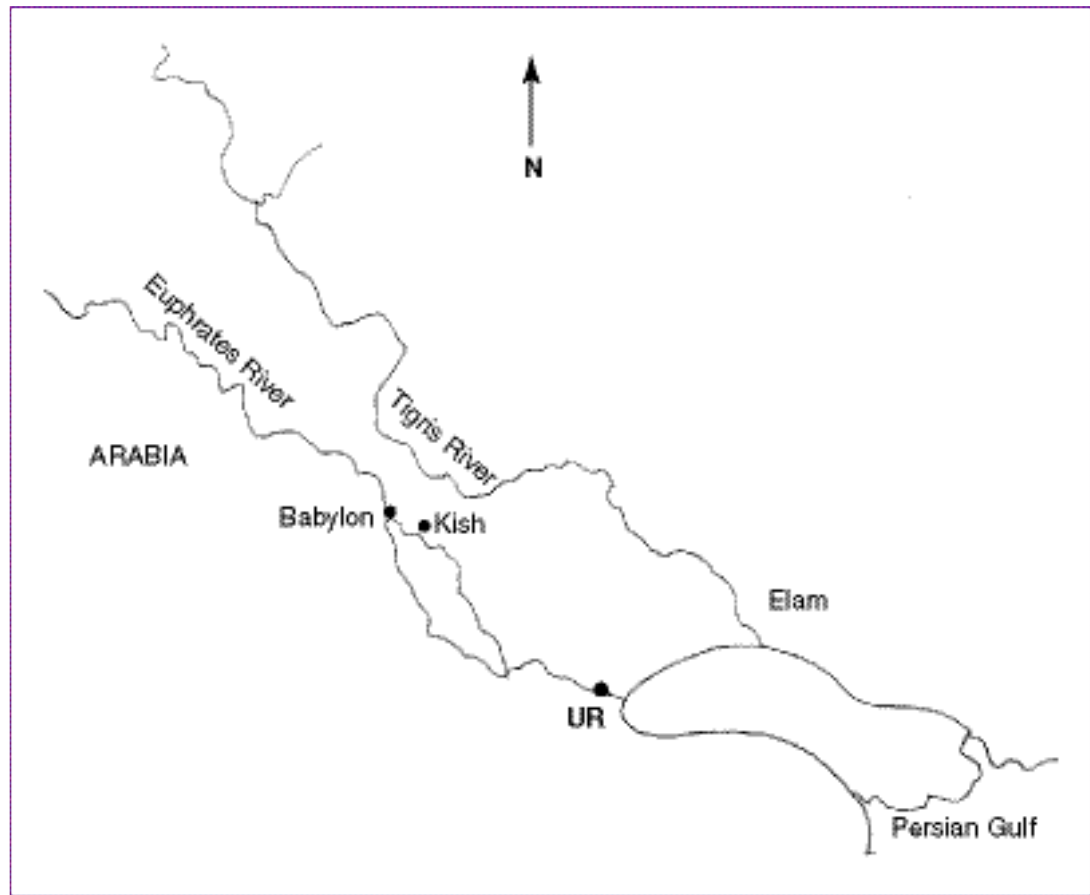 N
Euphrates River
Tigris River
ARABIA
Babylon
Kish
Elam
UR
Persian Gulf